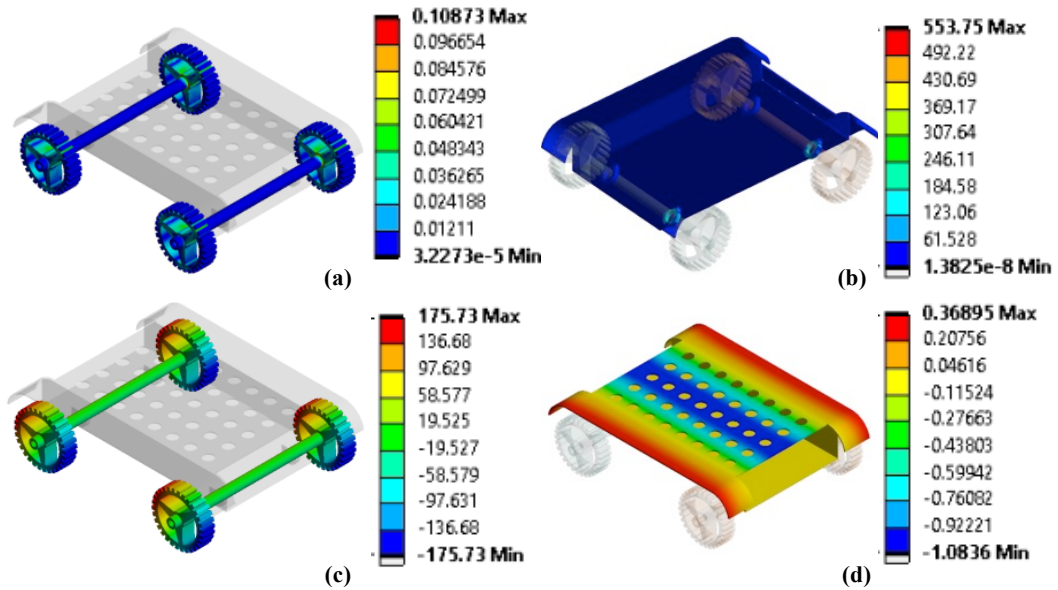 0.10873 Max
0.096654
0.084576
0.072499
0.060421
0.048343
0.036265
0.024188
0.01211
3.2273e-5 Min
(a)
553.75 Max
492.22
430.69
369.17
307.64
246.11
184.58
123.06
61.528
1.3825e-8 Min
(b)
175.73 Max
136.68
97.629
58.577
19.525
-19.527
-58.579
-97.631
-136.68
-175.73 Min
(c)
0.36895 Max
0.20756
0.04616
-0.11524
-0.27663
-0.43803
-0.59942
-0.76082
-0.92221
-1.0836 Min
(d)